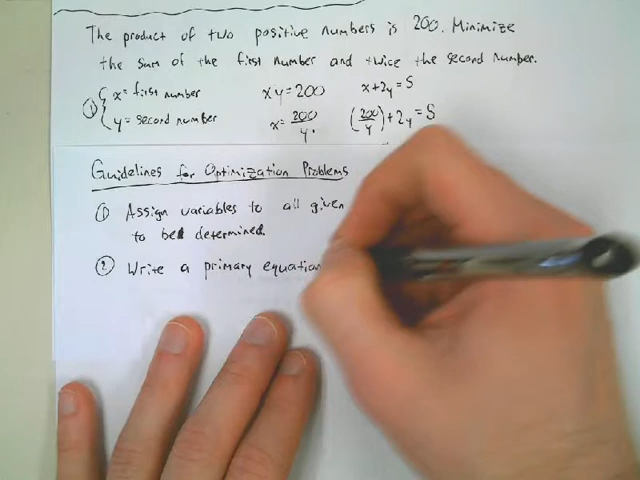 The product of two positive numbers is 200. Minimize
the sum of the first number and twice the second number.
① { x = first number    xy = 200    x + 2y = S
y = second number    x = 200/y.    (200/y) + 2y = S
Guidelines for Optimization Problems
① Assign variables to all given
to be determined.
② Write a primary equation